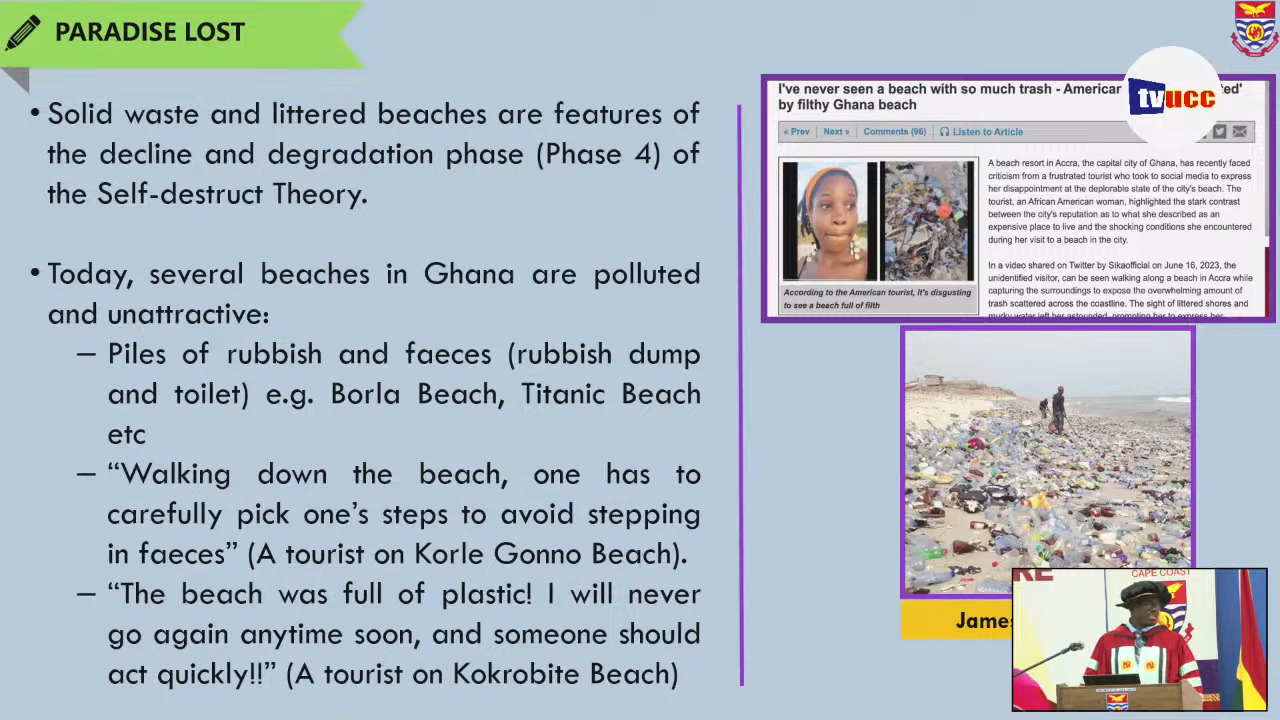 PARADISE LOST
• Solid waste and littered beaches are features of
the decline and degradation phase (Phase 4) of
the Self-destruct Theory.
• Today, several beaches in Ghana are polluted
and unattractive:
– Piles of rubbish and faeces (rubbish dump
and toilet) e.g. Borla Beach, Titanic Beach
etc
– “Walking down the beach, one has to
carefully pick one’s steps to avoid stepping
in faeces” (A tourist on Korle Gonno Beach).
– “The beach was full of plastic! I will never
go again anytime soon, and someone should
act quickly!!” (A tourist on Kokrobite Beach)
I've never seen a beach with so much trash - American ted'
by filthy Ghana beach
tvucc
« Prev Next » Comments (96) Listen to Article
A beach resort in Accra, the capital city of Ghana, has recently faced
criticism from a frustrated tourist who took to social media to express
her disappointment at the deplorable state of the city's beach. The
tourist, an African American woman, highlighted the stark contrast
between the city's reputation as to what she described as an
expensive place to live and the shocking conditions she encountered
during her visit to a beach in the city.
In a video shared on Twitter by Sikaofficial on June 16, 2023, the
unidentified visitor, can be seen walking along a beach in Accra while
capturing the surroundings to expose the overwhelming amount of
trash scattered across the coastline. The sight of littered shores and
murky water left her astounded, prompting her to express her
According to the American tourist, it's disgusting
to see a beach full of filth
James
RE
CAPE COAST